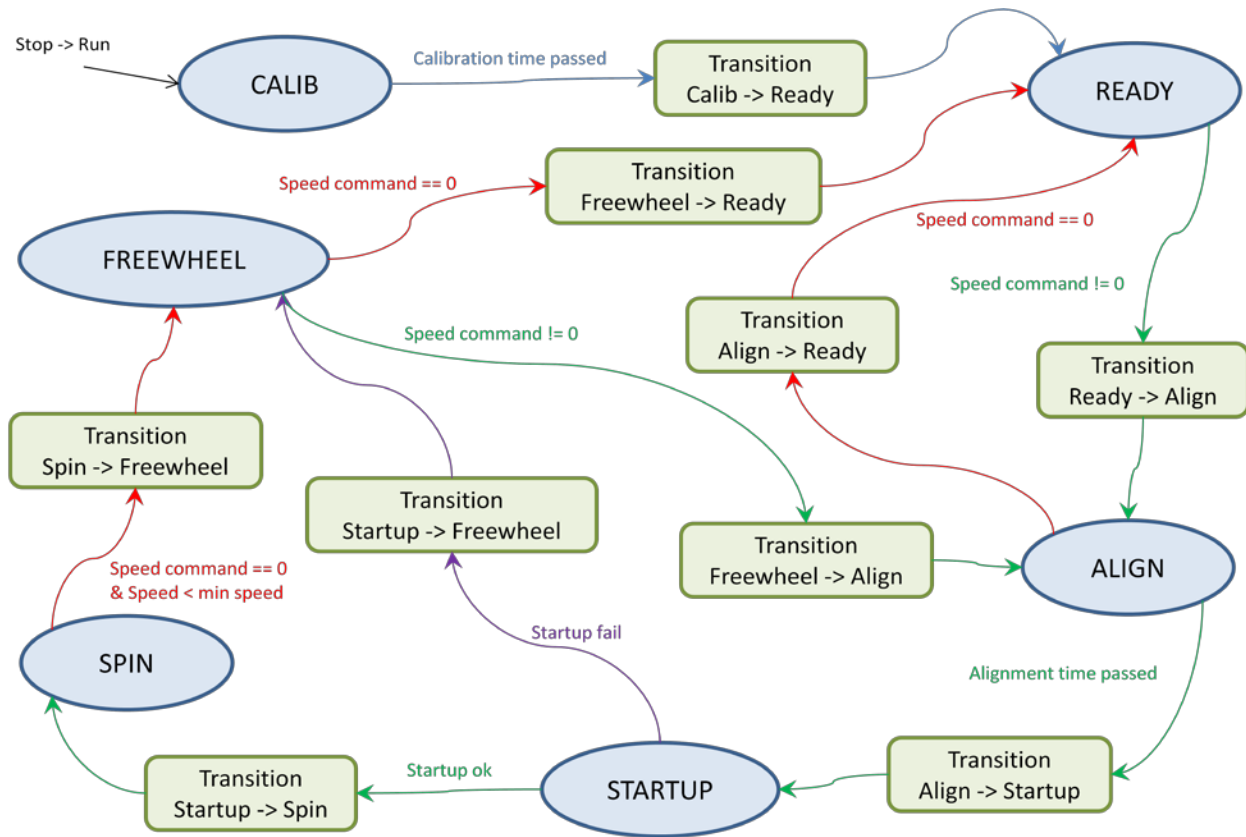 Stop -> Run
CALIB
Calibration time passed
Transition
Calib -> Ready
READY
Speed command == 0
Transition
Freewheel -> Ready
Speed command == 0
FREEWHEEL
Speed command != 0
Speed command != 0
Transition
Align -> Ready
Transition
Ready -> Align
Transition
Spin -> Freewheel
Transition
Startup -> Freewheel
Transition
Freewheel -> Align
ALIGN
Speed command == 0
& Speed < min speed
Startup fail
SPIN
Alignment time passed
Transition
Startup -> Spin
Startup ok
STARTUP
Transition
Align -> Startup